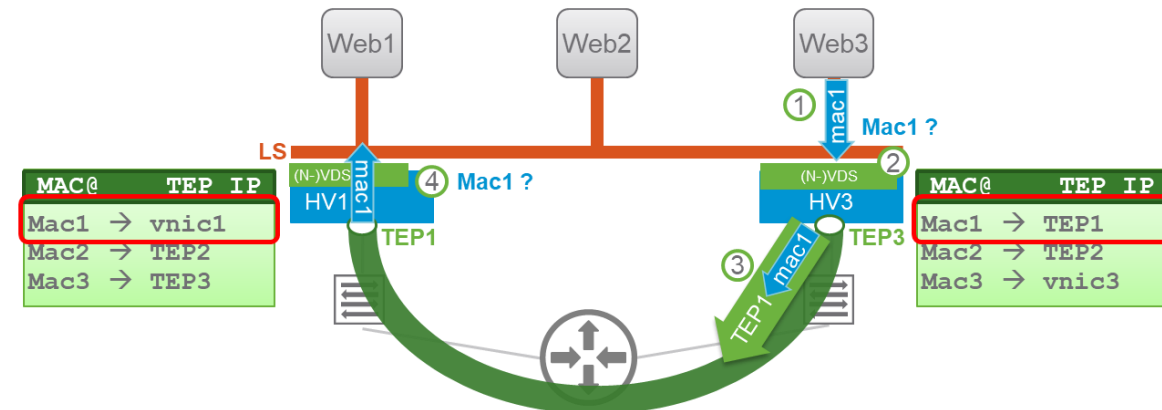 Web1
Web2
Web3
1
mac1
Mac1 ?
LS
2
(N-)VDS
mac1
4
Mac1 ?
(N-)VDS
HV1
HV3
TEP1
TEP3
MAC@ TEP IP
Mac1 → vnic1
Mac2 → TEP2
Mac3 → TEP3
MAC@ TEP IP
Mac1 → TEP1
Mac2 → TEP2
Mac3 → vnic3
3
mac1
TEP1